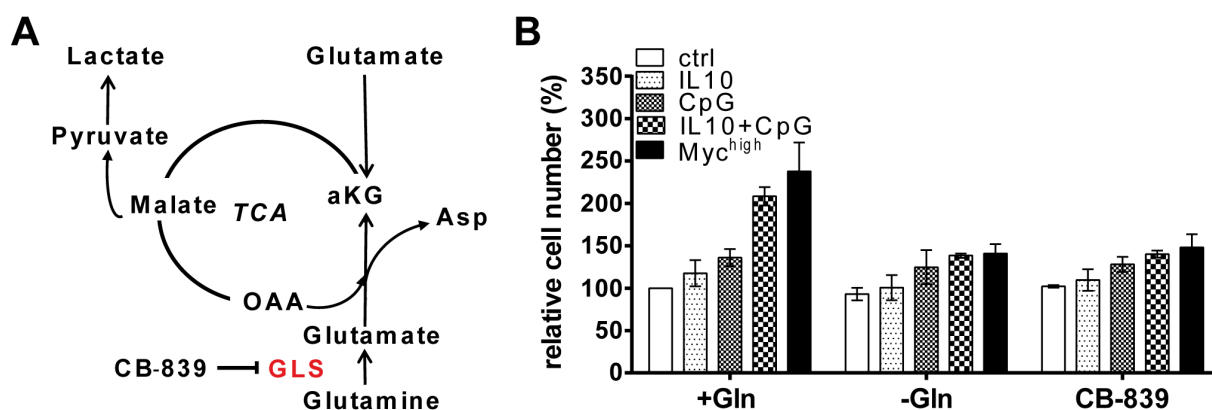 A
Lactate
Glutamate
Pyruvate
Malate
TCA
aKG
Asp
OAA
Glutamate
CB-839
GLS
Glutamine
B
ctrl
IL10
CpG
IL10+CpG
Myc^high
relative cell number (%)
350
300
250
200
150
100
50
0
+Gln
-Gln
CB-839